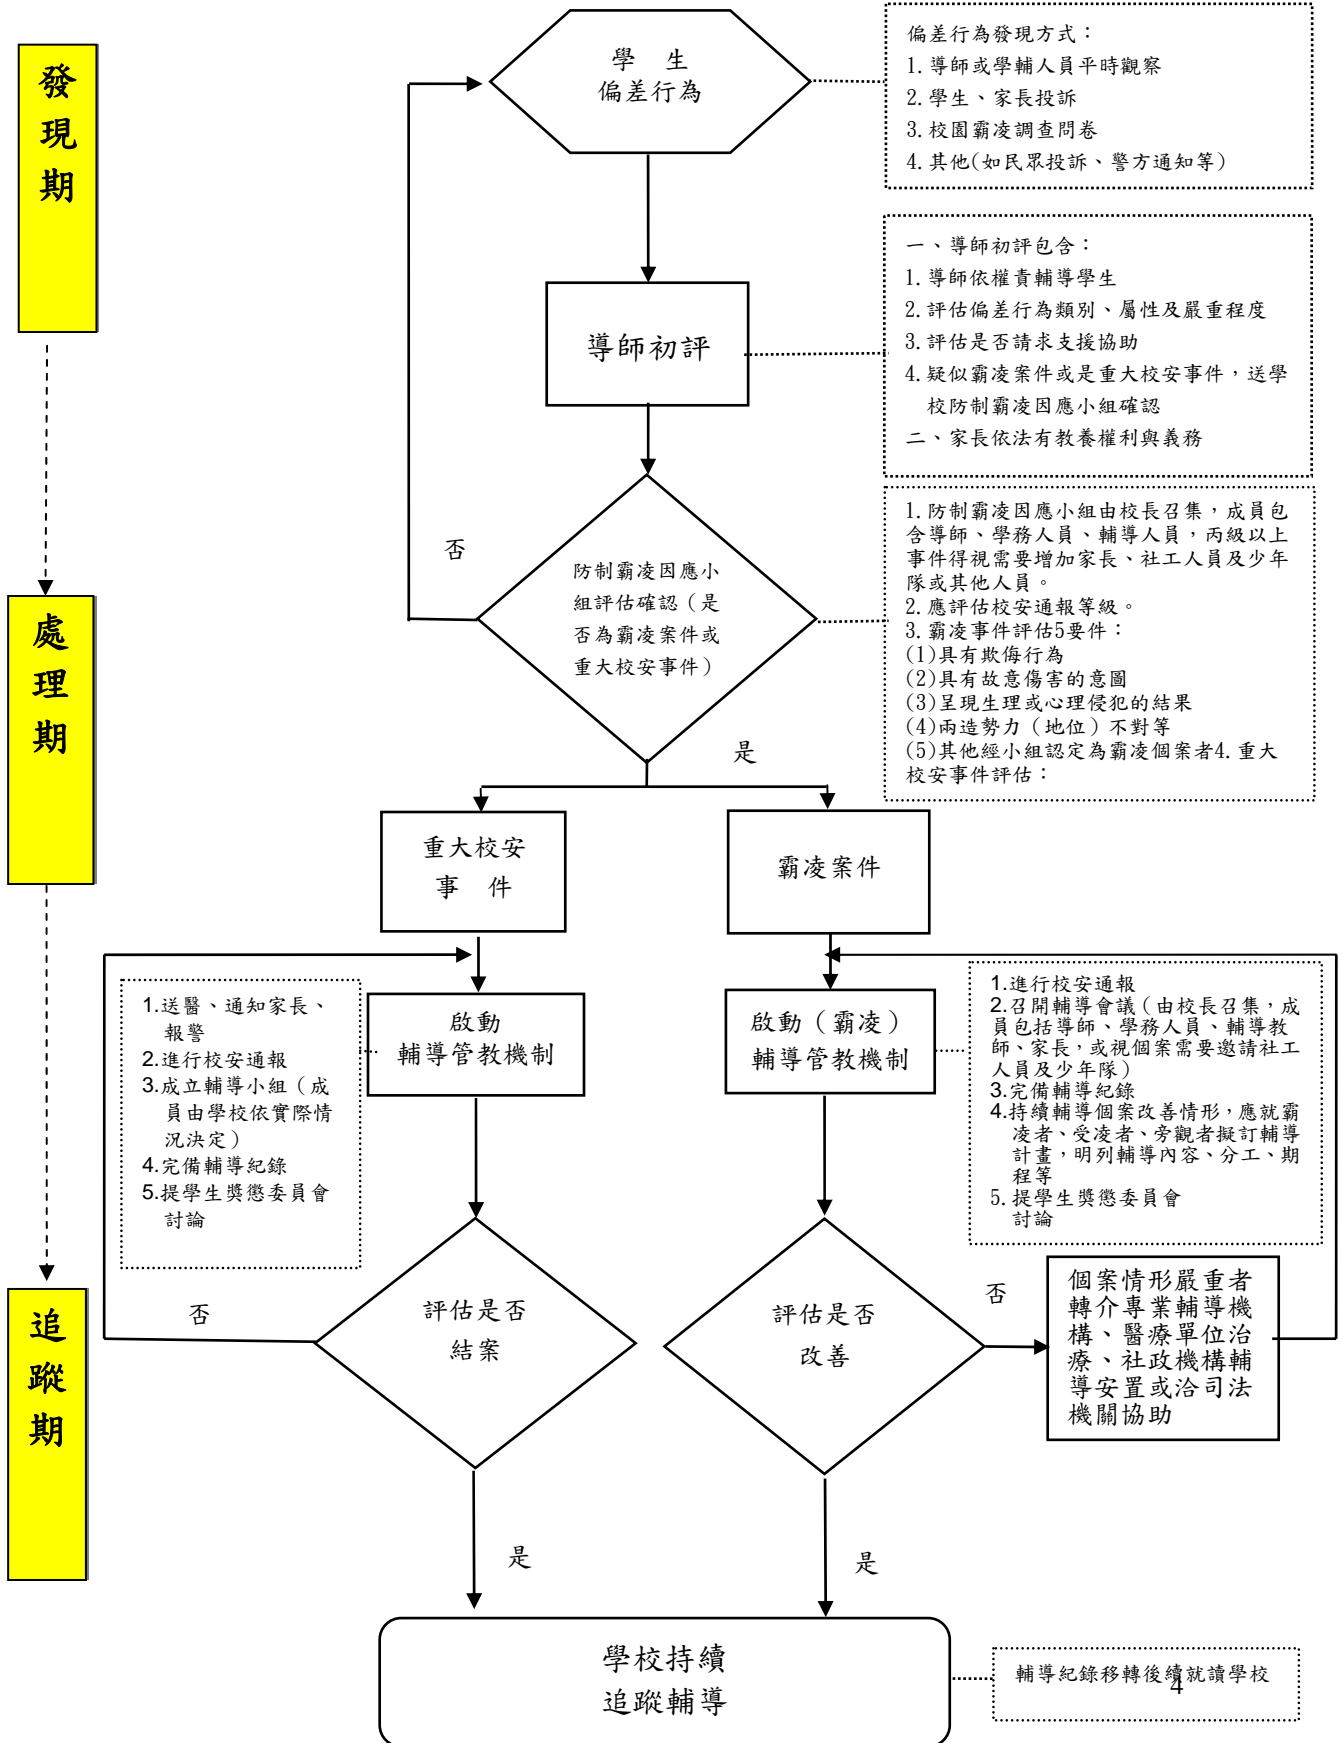 發
現
期
學 生
偏差行為
偏差行為發現方式：
1.導師或學輔人員平時觀察
2.學生、家長投訴
3.校園霸凌調查問卷
4.其他(如民眾投訴、警方通知等)
導師初評
一、導師初評包含：
1.導師依權責輔導學生
2.評估偏差行為類別、屬性及嚴重程度
3.評估是否請求支援協助
4.疑似霸凌案件或是重大校安事件，送學
校防制霸凌因應小組確認
二、家長依法有教養權利與義務
處
理
期
否
防制霸凌因應小
組評估確認（是
否為霸凌案件或
重大校安事件）
是
1.防制霸凌因應小組由校長召集，成員包
含導師、學務人員、輔導人員，丙級以上
事件得視需要增加家長、社工人員及少年
隊或其他人員。
2.應評估校安通報等級。
3.霸凌事件評估5要件：
(1)具有欺侮行為
(2)具有故意傷害的意圖
(3)呈現生理或心理侵犯的結果
(4)兩造勢力（地位）不對等
(5)其他經小組認定為霸凌個案者4.重大
校安事件評估：
重大校安
事 件
霸凌案件
1.送醫、通知家長、
報警
2.進行校安通報
3.成立輔導小組（成
員由學校依實際情
況決定）
4.完備輔導紀錄
5.提學生獎懲委員會
討論
啟動
輔導管教機制
啟動（霸凌）
輔導管教機制
1.進行校安通報
2.召開輔導會議（由校長召集，成
員包括導師、學務人員、輔導教
師、家長，或視個案需要邀請社工
人員及少年隊）
3.完備輔導紀錄
4.持續輔導個案改善情形，應就霸
凌者、受凌者、旁觀者擬訂輔導
計畫，明列輔導內容、分工、期
程等
5.提學生獎懲委員會
討論
追
蹤
期
否
評估是否
結案
評估是否
改善
否
個案情形嚴重者
轉介專業輔導機
構、醫療單位治
療、社政機構輔
導安置或洽司法
機關協助
是
是
學校持續
追蹤輔導
輔導紀錄移轉後續就讀學校
4